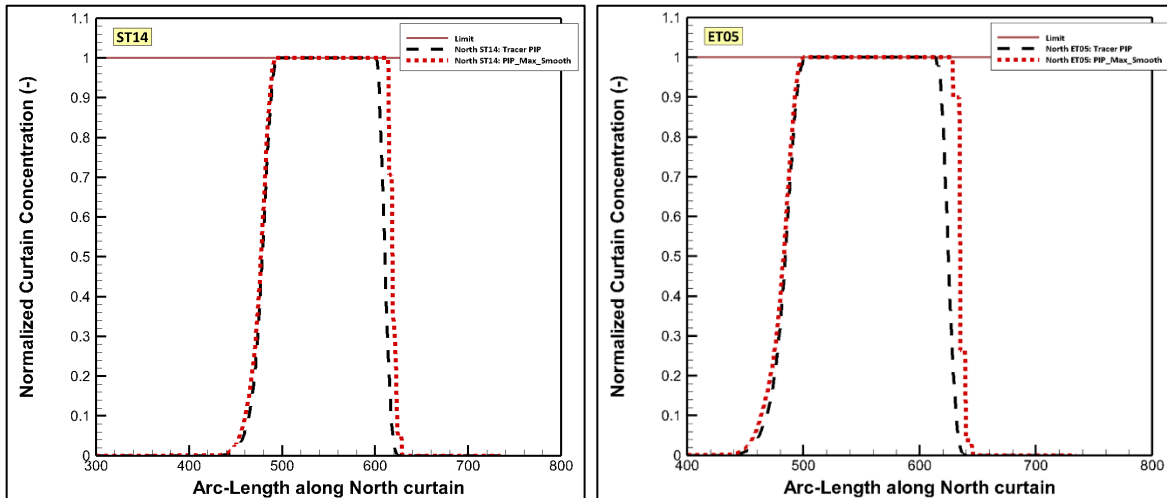 ST14
Limit
North ST14: Tracer PIP
North ST14: PIP_Max_Smooth
Normalized Curtain Concentration (-)
1.1
1
0.9
0.8
0.7
0.6
0.5
0.4
0.3
0.2
0.1
0
300
400
500
600
700
800
Arc-Length along North curtain
ET05
Limit
North ET05: Tracer PIP
North ET05: PIP_Max_Smooth
Normalized Curtain Concentration (-)
1.1
1
0.9
0.8
0.7
0.6
0.5
0.4
0.3
0.2
0.1
0
400
500
600
700
800
Arc-Length along North curtain